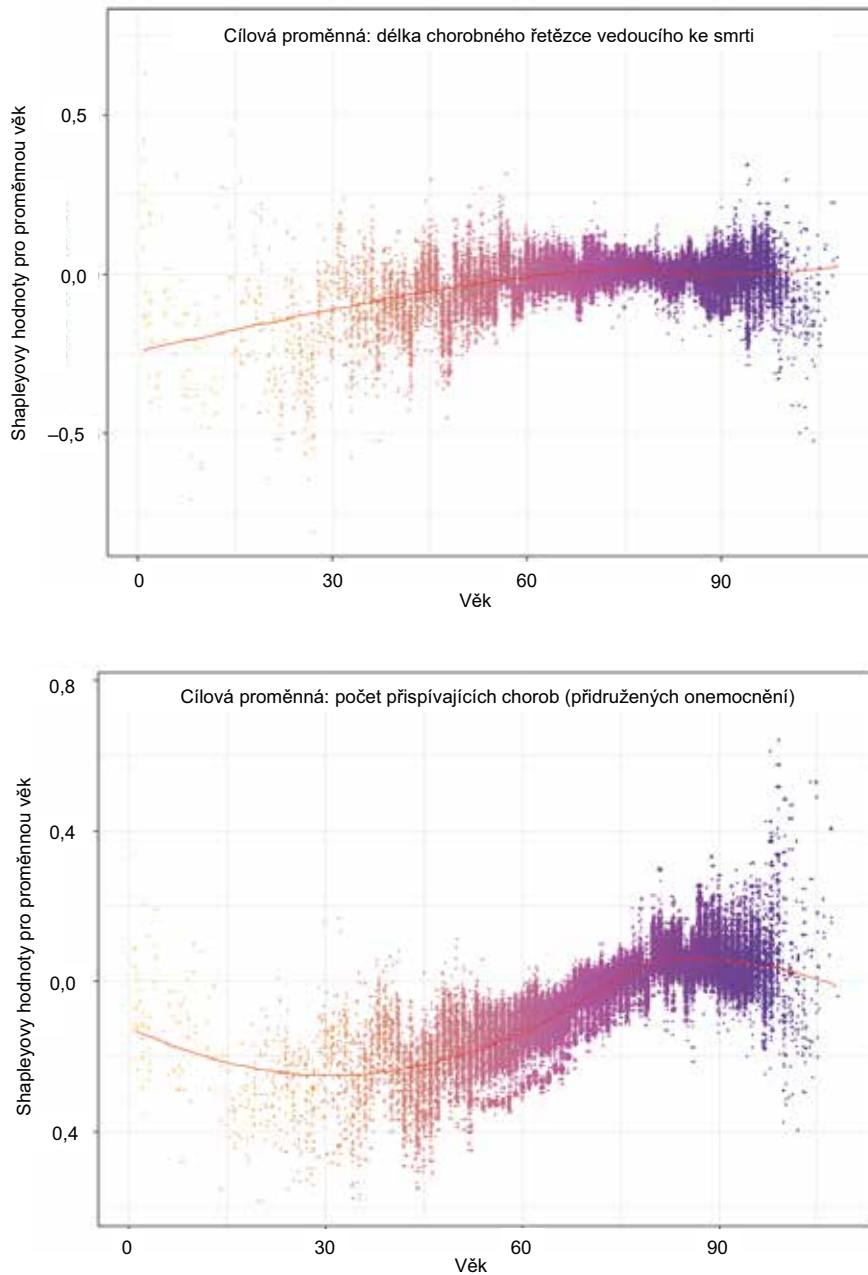 Cílová proměnná: délka chorobného řetězce vedoucího ke smrti
Shapleyovy hodnoty pro proměnnou věk
0,5
0,0
–0,5
0
30
60
90
Věk
Cílová proměnná: počet přispívajících chorob (přidružených onemocnění)
Shapleyovy hodnoty pro proměnnou věk
0.8
0,4
0,0
0,4
0
30
60
90
Věk